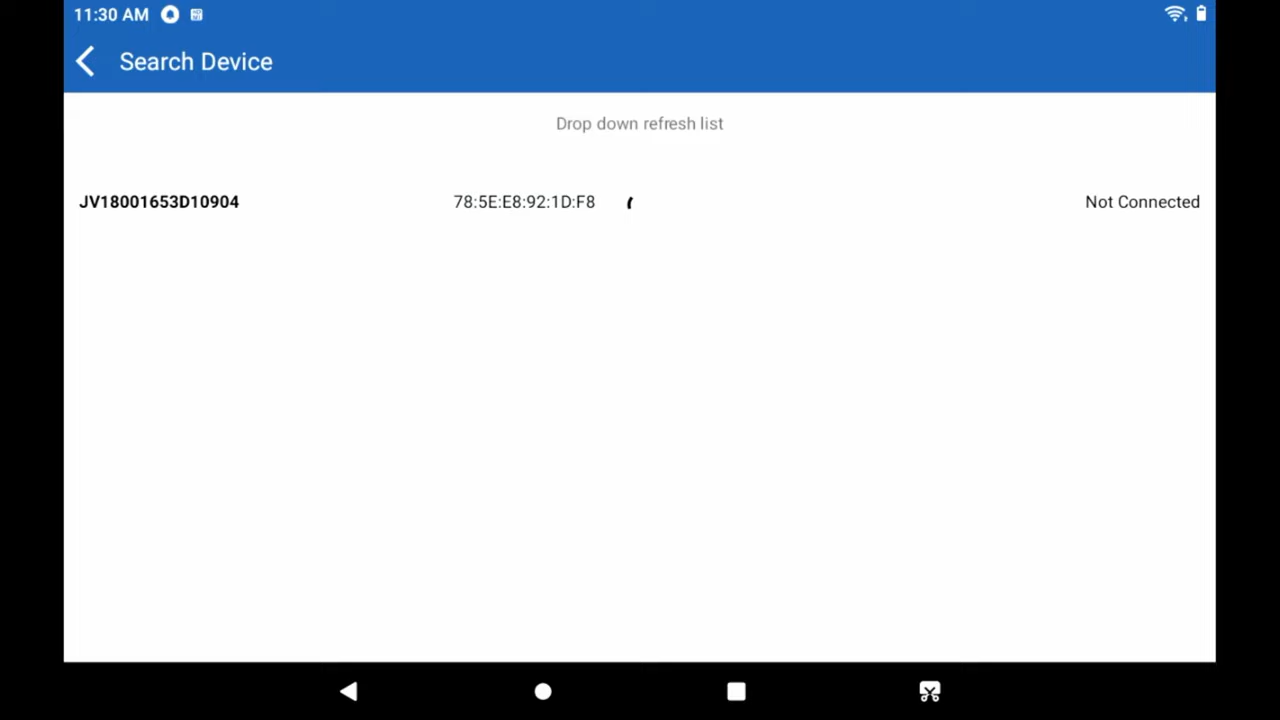 11:30 AM
Search Device
Drop down refresh list
JV18001653D10904 78:5E:E8:92:1D:F8 Not Connected